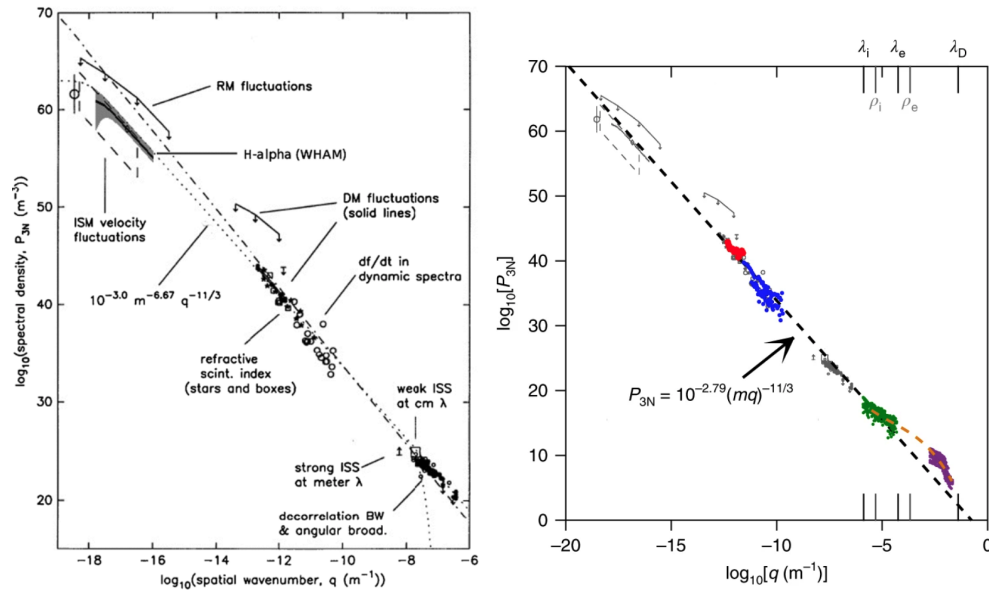 70
60
50
40
30
20
log₁₀(spectral density, P₃N (m⁻³)
RM fluctuations
H-alpha (WHAM)
ISM velocity
fluctuations
DM fluctuations
(solid lines)
10⁻³·⁰ m⁻⁶·⁶⁷ q⁻¹¹/³
df/dt in
dynamic spectra
refractive
scint. index
(stars and boxes)
weak ISS
at cm λ
strong ISS
at meter λ
decorrelation BW
& angular broad.
−18 −16 −14 −12 −10 −8 −6
log₁₀(spatial wavenumber, q (m⁻¹)
λi λe λD
ρi ρe
70
60
50
40
30
20
10
0
log₁₀[P₃N]
P₃N = 10⁻²·⁷⁹(mq)⁻¹¹/³
−20 −15 −10 −5 0
log₁₀[q (m⁻¹)]